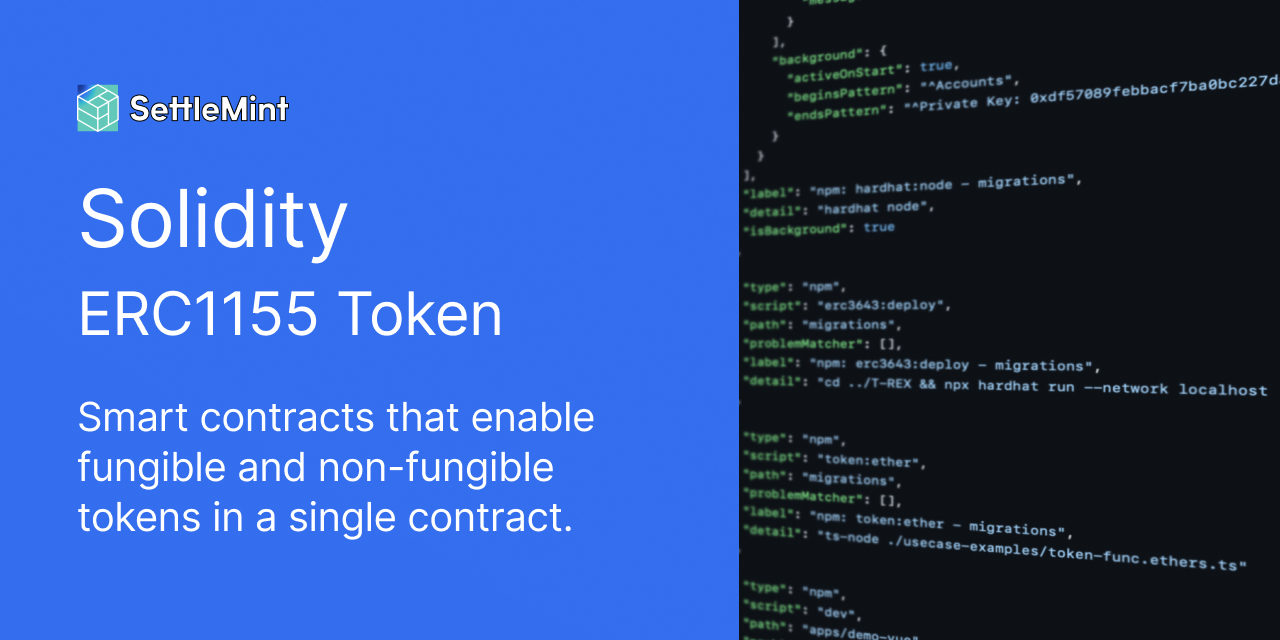 SettleMint
Solidity
ERC1155 Token
Smart contracts that enable
fungible and non-fungible
tokens in a single contract.
}
],
"background": {
"activeOnStart": true,
"beginsPattern": "^Accounts",
"endsPattern": "^Private Key: 0xdf57089febbacf7ba0bc227d
}
}
],
"label": "npm: hardhat:node – migrations",
"detail": "hardhat node",
"isBackground": true
"type": "npm",
"script": "erc3643:deploy",
"path": "migrations",
"problemMatcher": [],
"label": "npm: erc3643:deploy – migrations",
"detail": "cd ../T-REX && npx hardhat run --network localhost
"type": "npm",
"script": "token:ether",
"path": "migrations",
"problemMatcher": [],
"label": "npm: token:ether – migrations",
"detail": "ts-node ./usecase-examples/token-func.ethers.ts"
"type": "npm",
"script": "dev",
"path": "apps/demo-vue"